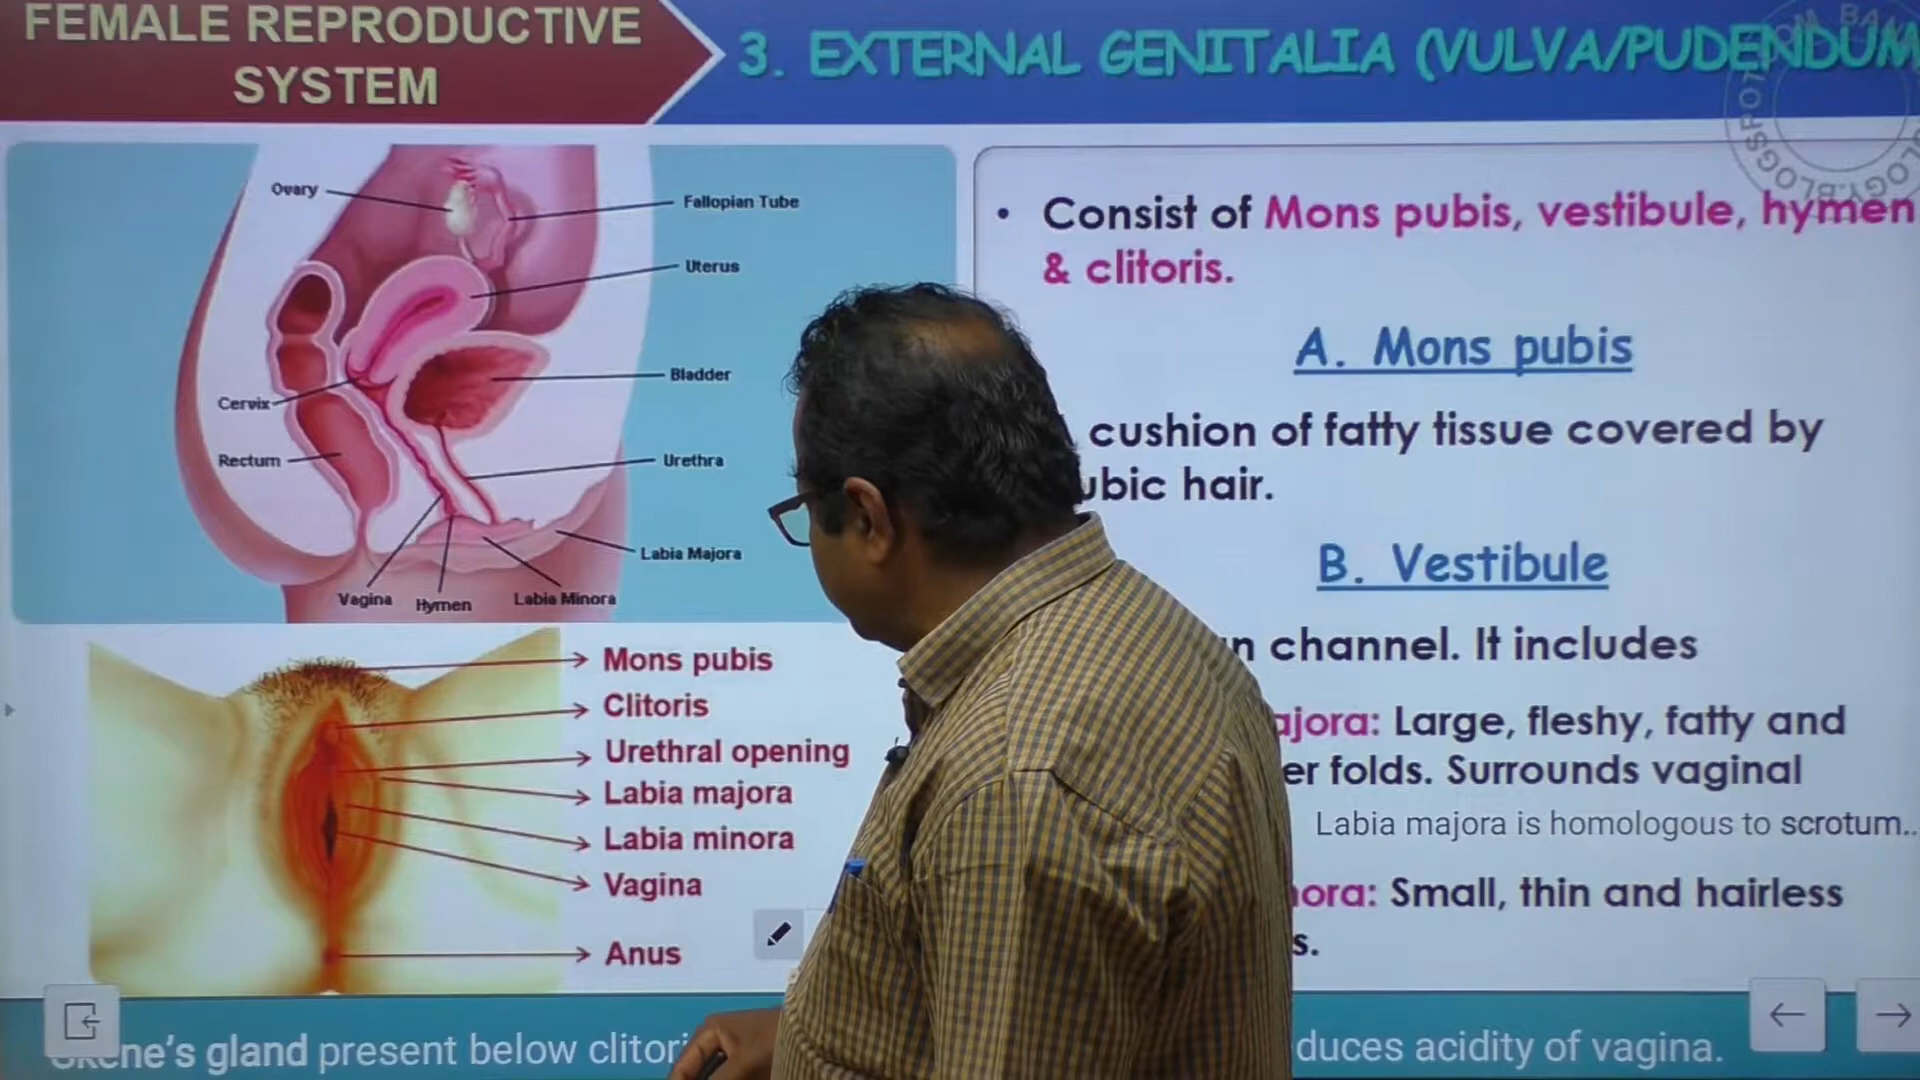 FEMALE REPRODUCTIVE
SYSTEM
3. EXTERNAL GENITALIA (VULVA/PUDENDUM
Ovary
Fallopian Tube
Uterus
Bladder
Cervix
Rectum
Urethra
Labia Majora
Vagina
Hymen
Labia Minora
Mons pubis
Clitoris
Urethral opening
Labia majora
Labia minora
Vagina
Anus
• Consist of Mons pubis, vestibule, hymen
& clitoris.
A. Mons pubis
cushion of fatty tissue covered by
ubic hair.
B. Vestibule
n channel. It includes
ajora: Large, fleshy, fatty and
er folds. Surrounds vaginal
Labia majora is homologous to scrotum..
nora: Small, thin and hairless
s.
Skene's gland present below clitori
duces acidity of vagina.